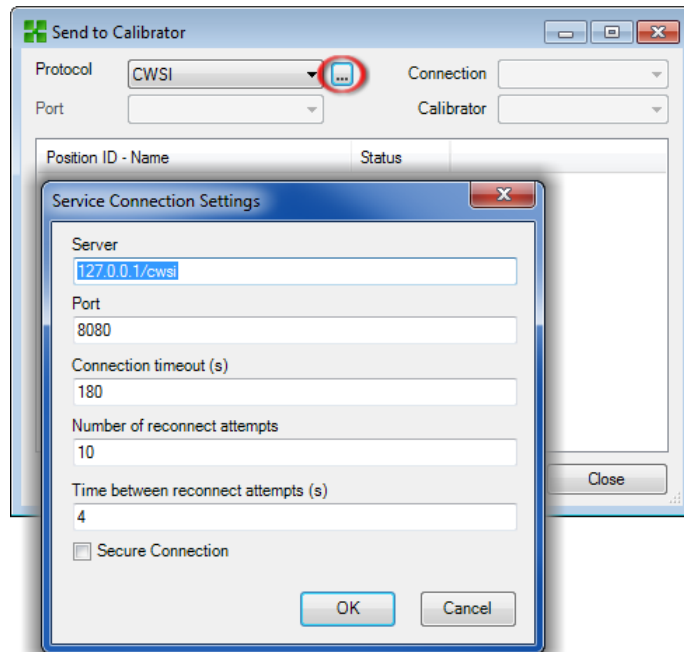 Send to Calibrator
Protocol CWSI ... Connection
Port Calibrator
Position ID - Name Status
Service Connection Settings
Server
127.0.0.1/cwsi
Port
8080
Connection timeout (s)
180
Number of reconnect attempts
10
Time between reconnect attempts (s)
4
Secure Connection
OK Cancel
Close